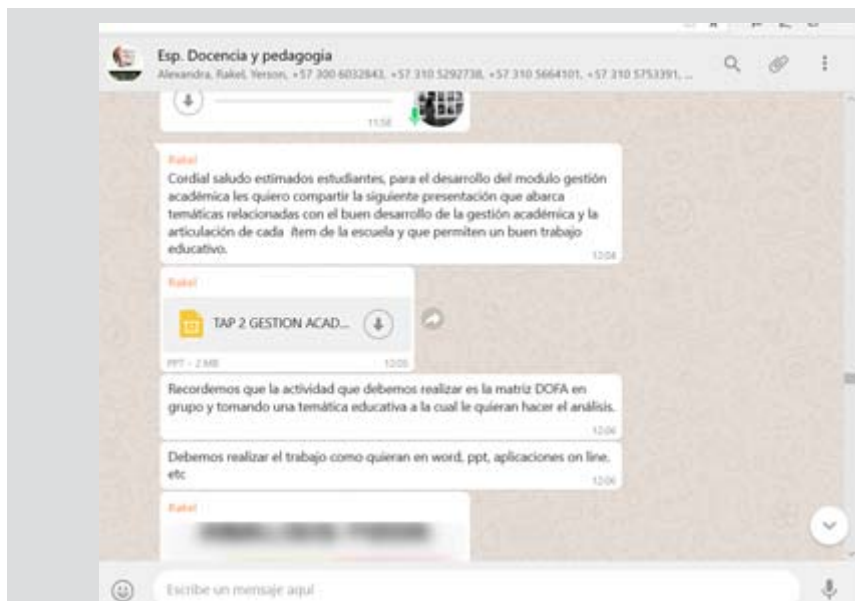 Esp. Docencia y pedagogia
Alexandra, Rakel, Yerson, +57 300 6032843, +57 310 5292738, +57 310 5664101, +57 310 5753391, ...
11:58
Rakel
Cordial saludo estimados estudiantes, para el desarrollo del modulo gestión
académica les quiero compartir la siguiente presentación que abarca
temáticas relacionadas con el buen desarrollo de la gestión académica y la
articulación de cada ítem de la escuela y que permiten un buen trabajo
educativo.
12:04
Rakel
TAP 2 GESTION ACAD...
PPT - 2 MB
12:05
Recordemos que la actividad que debemos realizar es la matriz DOFA en
grupo y tomando una temática educativa a la cual le quieran hacer el análisis.
12:06
Debemos realizar el trabajo como quieran en word, ppt, aplicaciones on line,
etc
12:06
Rakel
Escribe un mensaje aquí